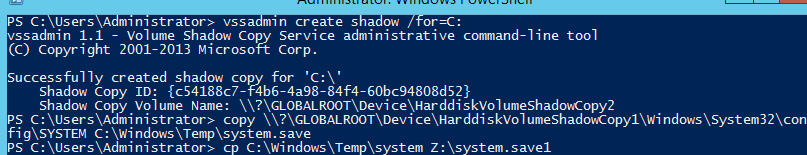 Administrator: Windows PowerShell
PS C:\Users\Administrator> vssadmin create shadow /for=C:
vssadmin 1.1 - Volume Shadow Copy Service administrative command-line tool
(C) Copyright 2001-2013 Microsoft Corp.
Successfully created shadow copy for 'C:\'
Shadow Copy ID: {c54188c7-f4b6-4a98-84f4-60bc94808d52}
Shadow Copy Volume Name: \\?\GLOBALROOT\Device\HarddiskVolumeShadowCopy2
PS C:\Users\Administrator> copy \\?\GLOBALROOT\Device\HarddiskVolumeShadowCopy1\Windows\System32\con
fig\SYSTEM C:\Windows\Temp\system.save
PS C:\Users\Administrator> cp C:\Windows\Temp\system Z:\system.save1